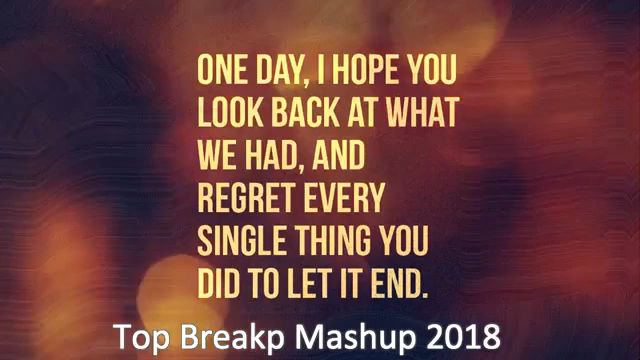 ONE DAY, I HOPE YOU
LOOK BACK AT WHAT
WE HAD, AND
REGRET EVERY
SINGLE THING YOU
DID TO LET IT END.
Top Breakp Mashup 2018